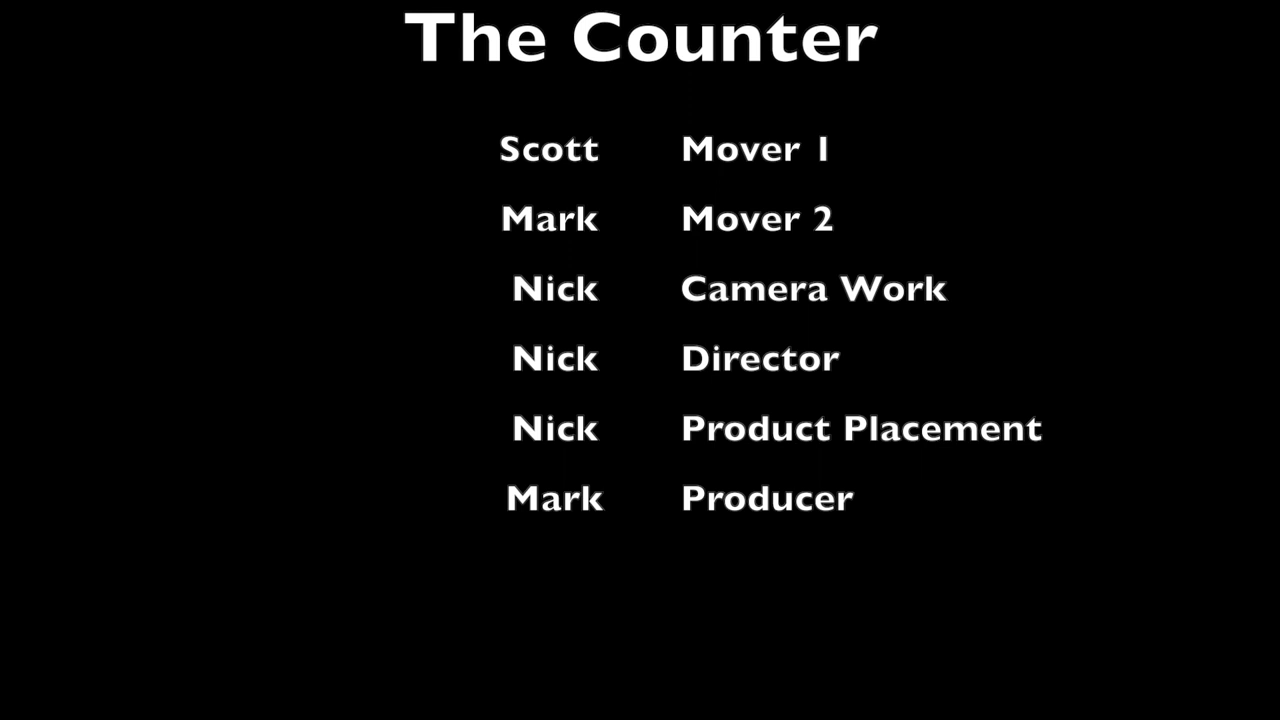 The Counter
Scott Mover 1
Mark Mover 2
Nick Camera Work
Nick Director
Nick Product Placement
Mark Producer